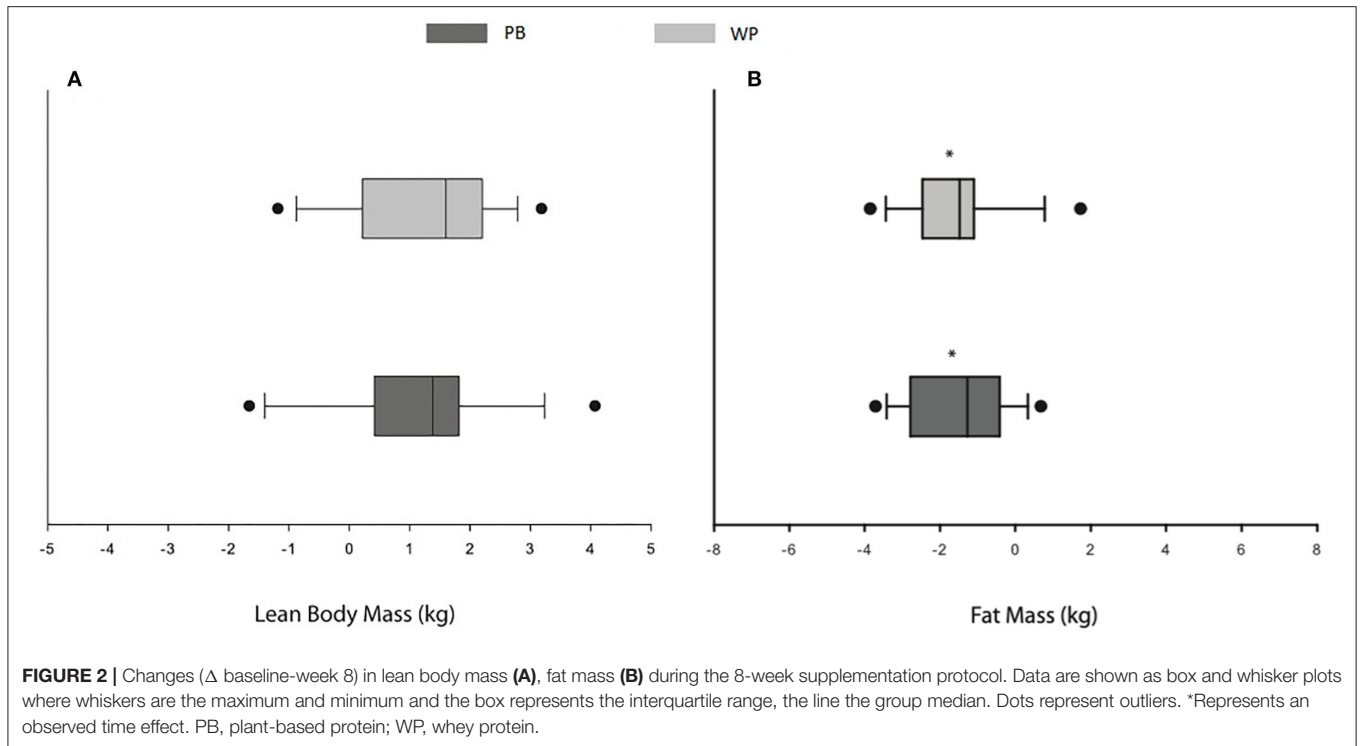 PB WP
A B
*
*
-5 -4 -3 -2 -1 0 1 2 3 4 5
-8 -6 -4 -2 0 2 4 6 8
Lean Body Mass (kg)
Fat Mass (kg)
FIGURE 2 | Changes (Δ baseline-week 8) in lean body mass (A), fat mass (B) during the 8-week supplementation protocol. Data are shown as box and whisker plots
where whiskers are the maximum and minimum and the box represents the interquartile range, the line the group median. Dots represent outliers. *Represents an
observed time effect. PB, plant-based protein; WP, whey protein.